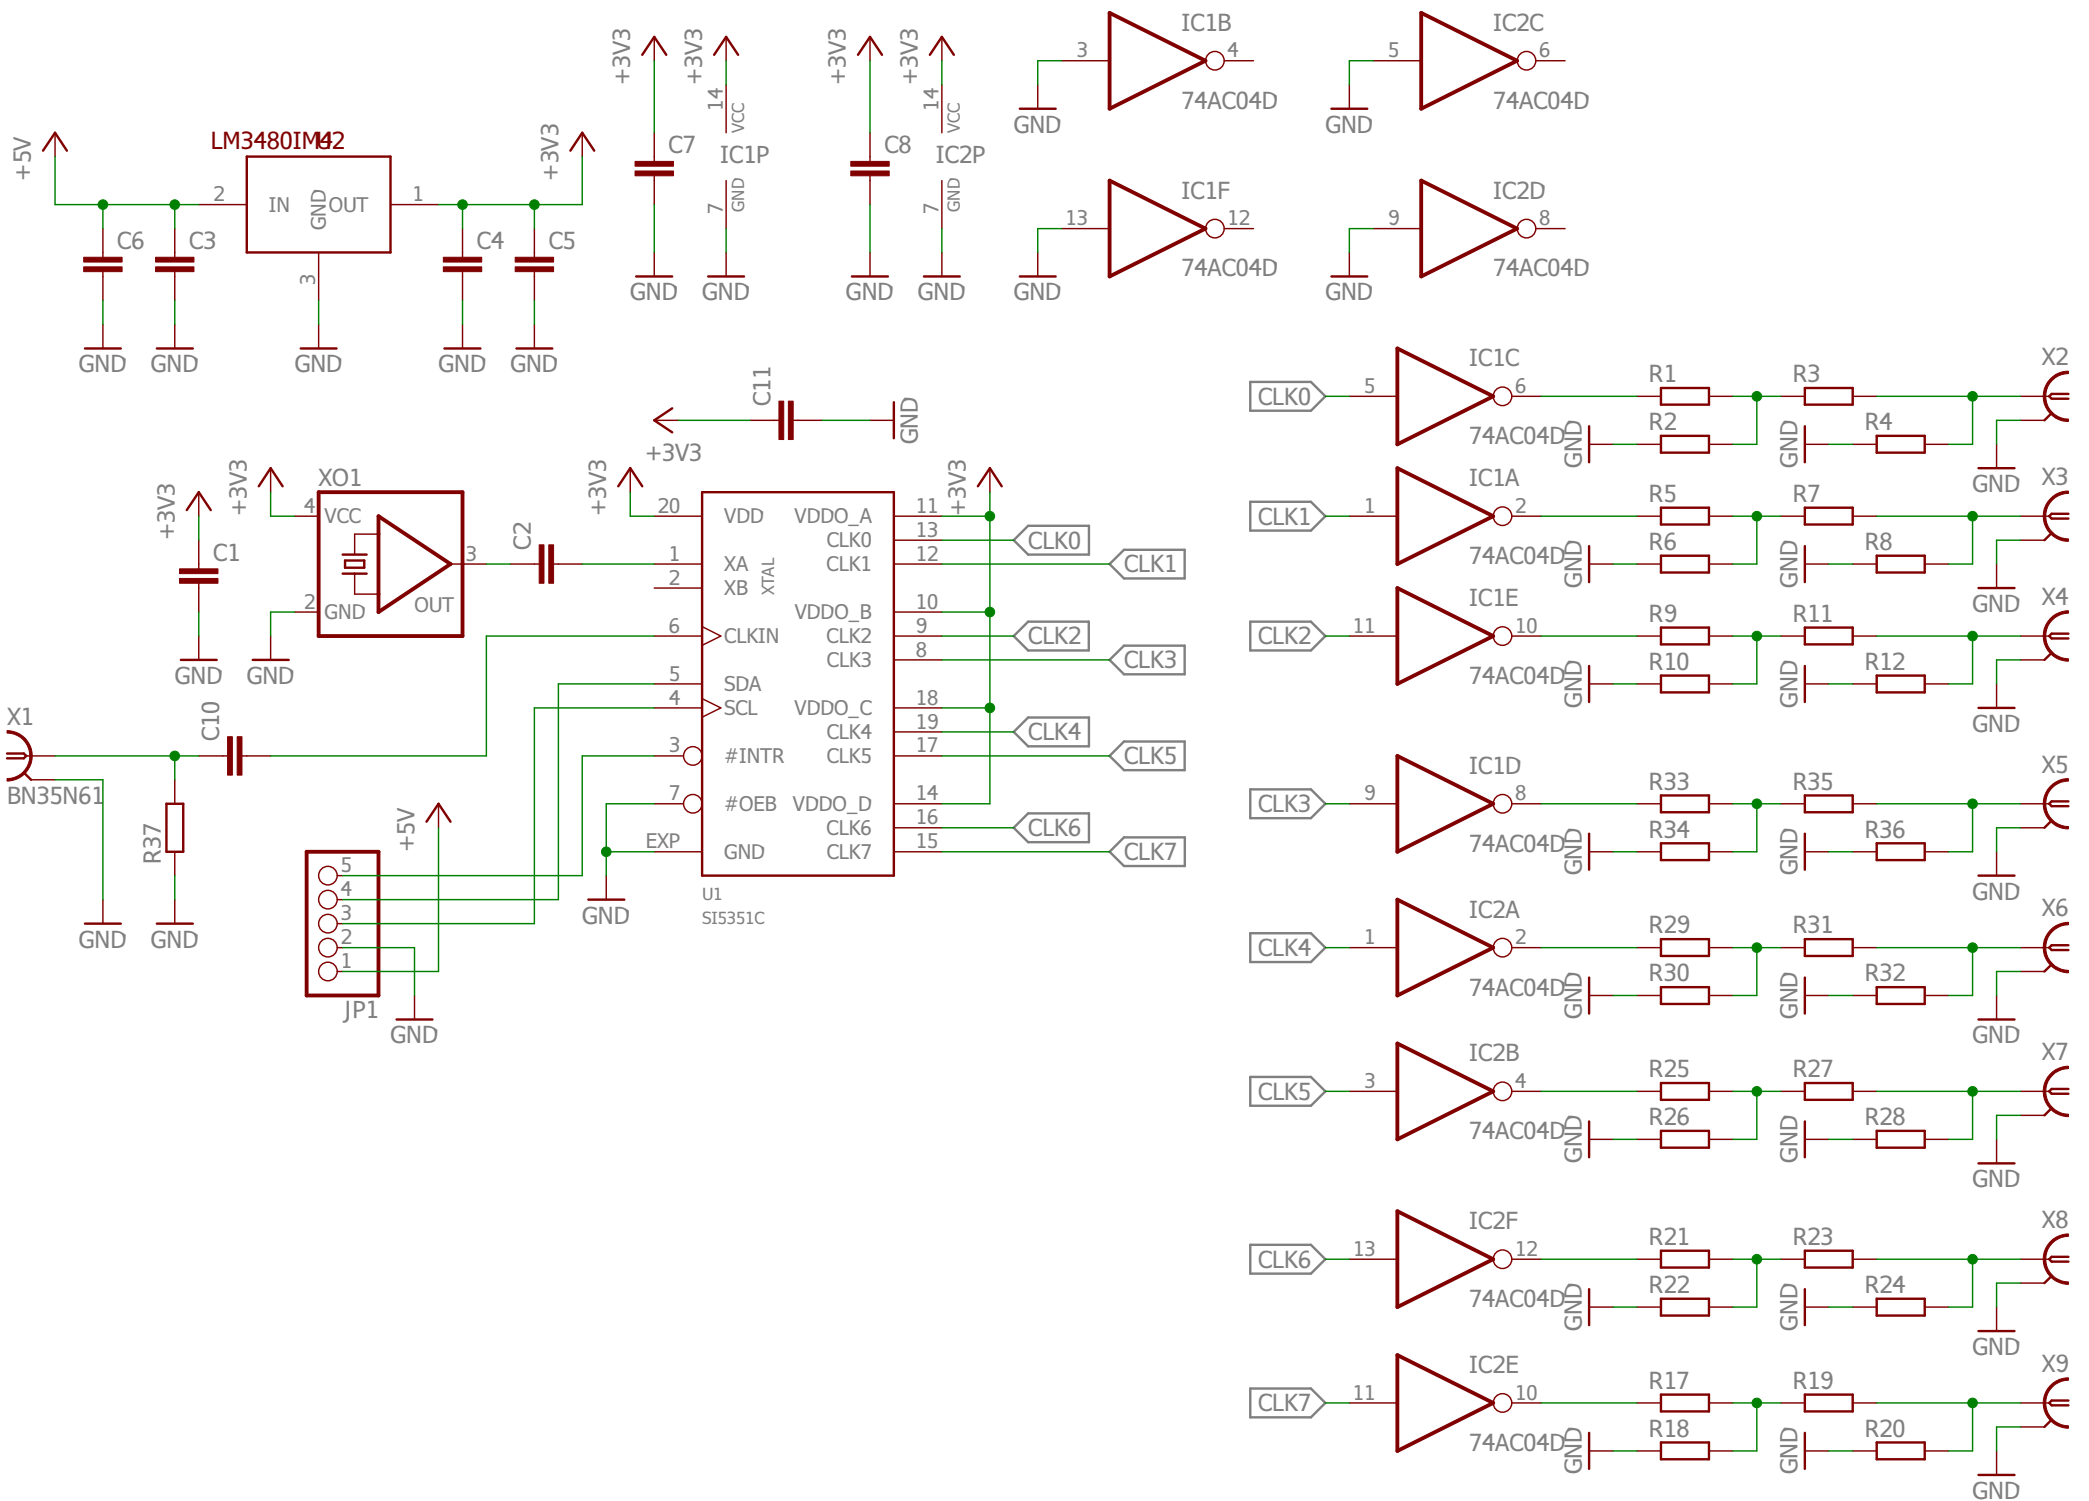 +5V
LM3480IM3
U2
2
IN
GND
OUT
1
3
+3V3
C6
C3
C4
C5
GND
GND
GND
GND
GND
+3V3
C7
GND
+3V3
14
VCC
IC1P
7
GND
GND
+3V3
C8
GND
+3V3
14
VCC
IC2P
7
GND
GND
3
IC1B
4
74AC04D
GND
5
IC2C
6
74AC04D
GND
13
IC1F
12
74AC04D
GND
9
IC2D
8
74AC04D
GND
+3V3
C11
GND
+3V3
C1
GND
+3V3
XO1
4
VCC
3
2
GND
OUT
GND
C2
+3V3
20
VDD
1
XA
2
XB
XTAL
6
CLKIN
5
SDA
4
SCL
3
#INTR
7
#OEB
EXP
GND
GND
VDDO_A
11
CLK0
13
CLK1
12
VDDO_B
10
CLK2
9
CLK3
8
VDDO_C
18
CLK4
19
CLK5
17
VDDO_D
14
CLK6
16
CLK7
15
U1
SI5351C
+3V3
CLK0
CLK1
CLK2
CLK3
CLK4
CLK5
CLK6
CLK7
X1
BN35N61
C10
R37
GND
GND
+5V
5
4
3
2
1
JP1
GND
CLK0
5
IC1C
6
74AC04D
R1
R2
GND
R3
R4
GND
X2
GND
CLK1
1
IC1A
2
74AC04D
R5
R6
GND
R7
R8
GND
X3
GND
CLK2
11
IC1E
10
74AC04D
R9
R10
GND
R11
R12
GND
X4
GND
CLK3
9
IC1D
8
74AC04D
R33
R34
GND
R35
R36
GND
X5
GND
CLK4
1
IC2A
2
74AC04D
R29
R30
GND
R31
R32
GND
X6
GND
CLK5
3
IC2B
4
74AC04D
R25
R26
GND
R27
R28
GND
X7
GND
CLK6
13
IC2F
12
74AC04D
R21
R22
GND
R23
R24
GND
X8
GND
CLK7
11
IC2E
10
74AC04D
R17
R18
GND
R19
R20
GND
X9
GND